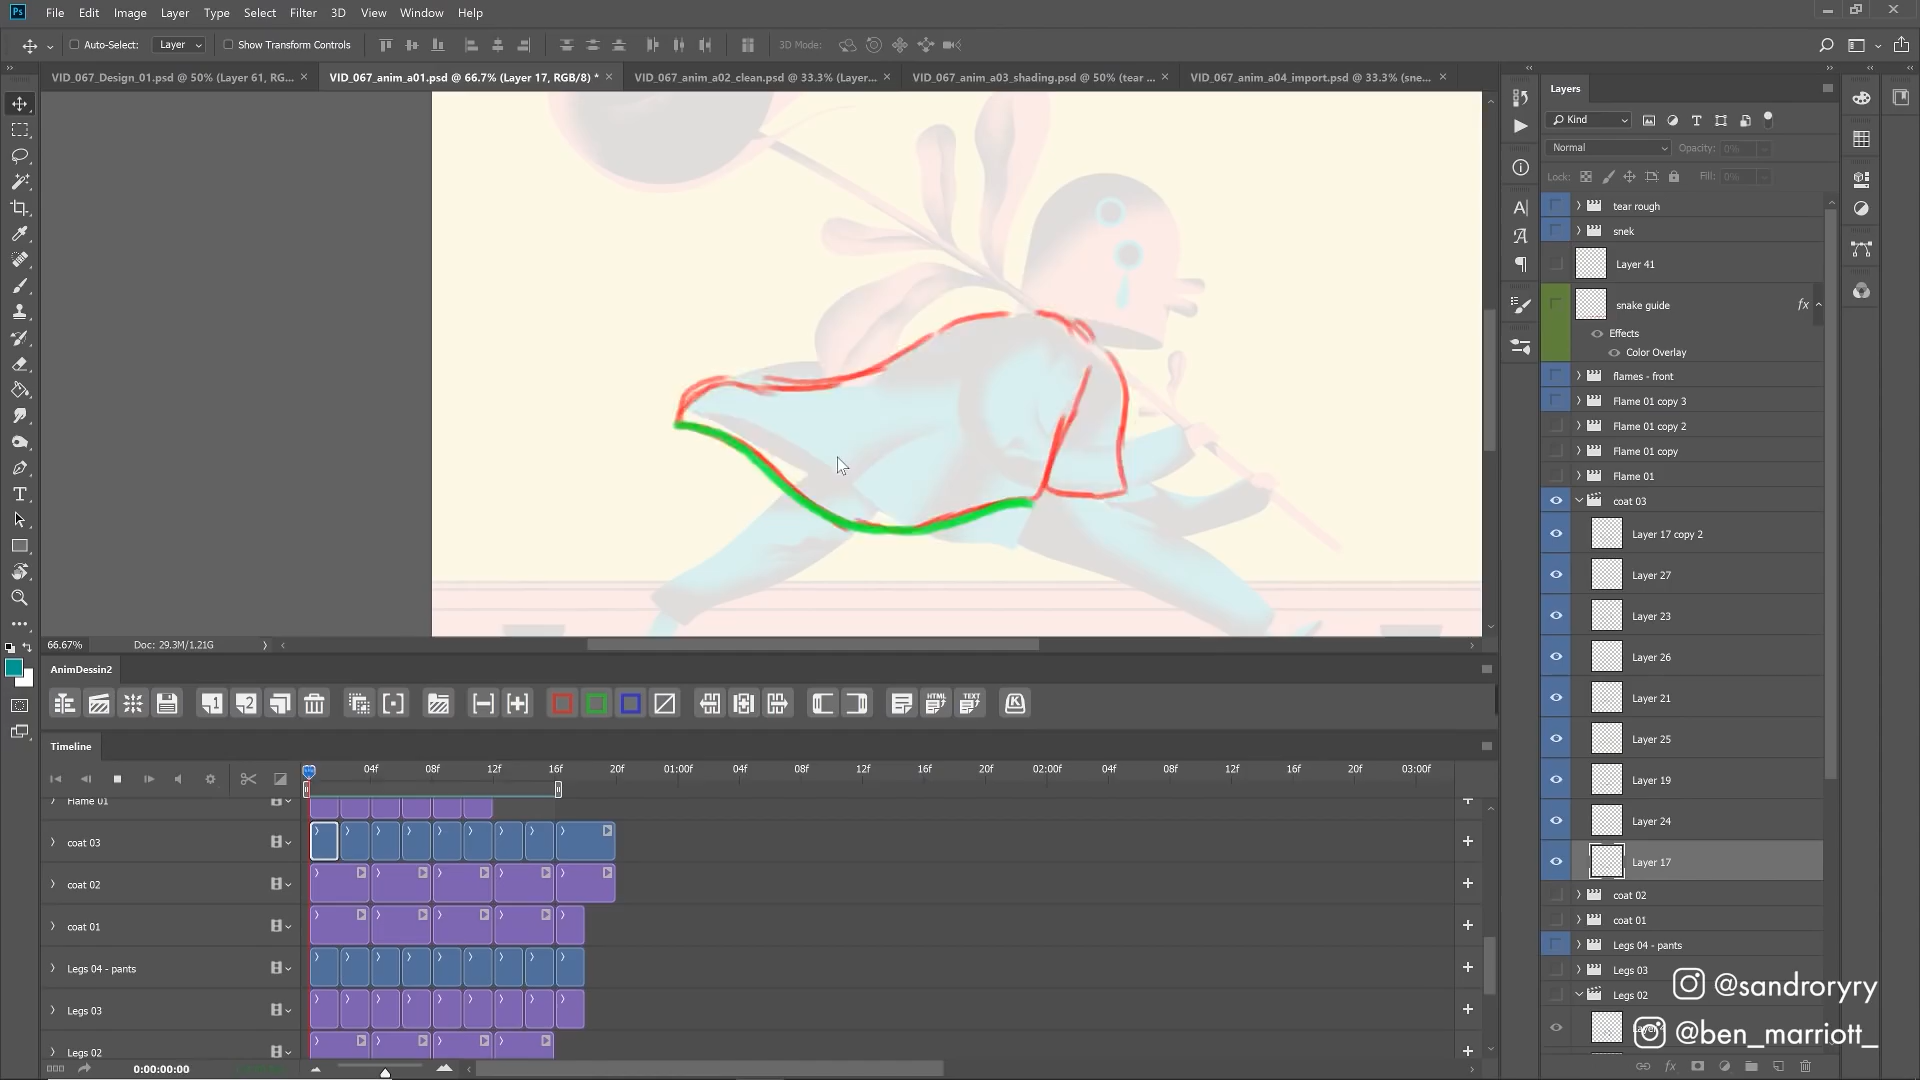 Ps File Edit Image Layer Type Select Filter 3D View Window Help
Auto-Select: Layer Show Transform Controls 3D Mode:
VID_067_Design_01.psd @ 50% (Layer 61, RG... × VID_067_anim_a01.psd @ 66.7% (Layer 17, RGB/8) * × VID_067_anim_a02_clean.psd @ 33.3% (Layer... × VID_067_anim_a03_shading.psd @ 50% (tear ... × VID_067_anim_a04_import.psd @ 33.3% (sne... ×
Layers
Kind
Normal Opacity: 0%
Lock: Fill: 0%
tear rough
snek
Layer 41
snake guide fx
Effects
Color Overlay
flames - front
Flame 01 copy 3
Flame 01 copy 2
Flame 01 copy
Flame 01
coat 03
Layer 17 copy 2
Layer 27
Layer 23
Layer 26
Layer 21
Layer 25
Layer 19
Layer 24
Layer 17
coat 02
coat 01
Legs 04 - pants
Legs 03
Legs 02
@sandroryry
@ben_marriott_
66.67% Doc: 29.3M/1.21G
AnimDessin2
1 2 HTML TEXT K
Timeline
04f 08f 12f 16f 20f 01:00f 04f 08f 12f 16f 20f 02:00f 04f 08f 12f 16f 20f 03:00f
Flame 01
coat 03
coat 02
coat 01
Legs 04 - pants
Legs 03
Legs 02
0:00:00:00